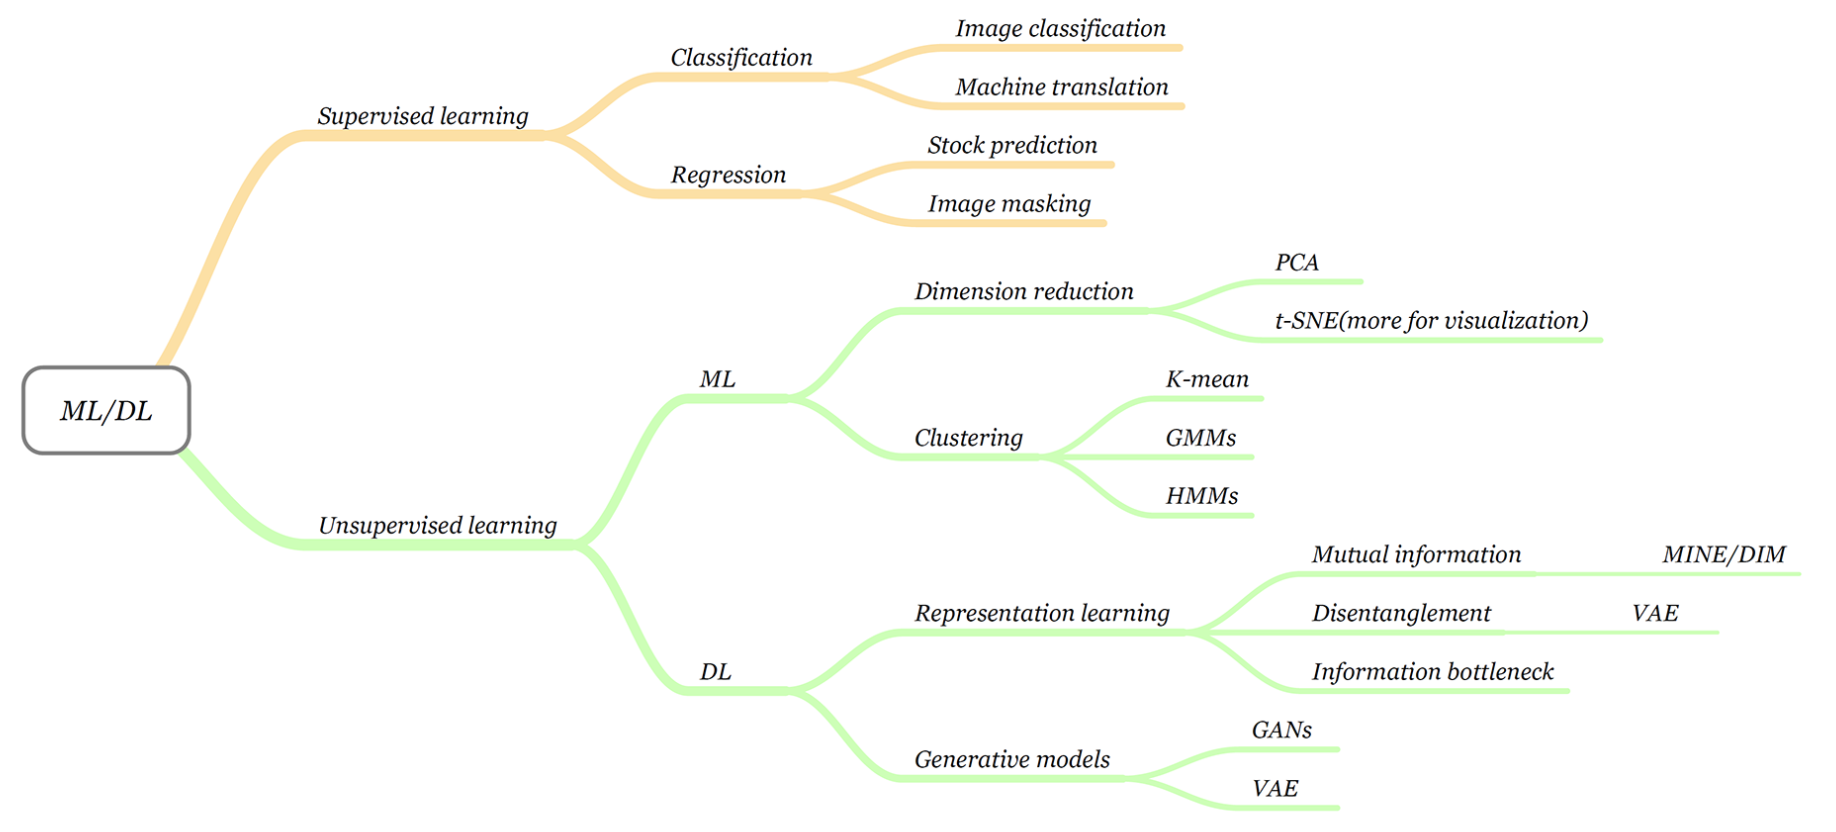 ML/DL
Supervised learning
Classification
Image classification
Machine translation
Regression
Stock prediction
Image masking
Unsupervised learning
ML
Dimension reduction
PCA
t-SNE(more for visualization)
Clustering
K-mean
GMMs
HMMs
DL
Representation learning
Mutual information
MINE/DIM
Disentanglement
VAE
Information bottleneck
Generative models
GANs
VAE